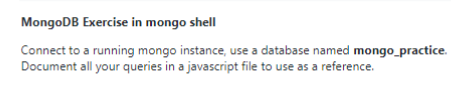 MongoDB Exercise in mongo shell
Connect to a running mongo instance, use a database named mongo_practice.
Document all your queries in a javascript file to use as a reference.